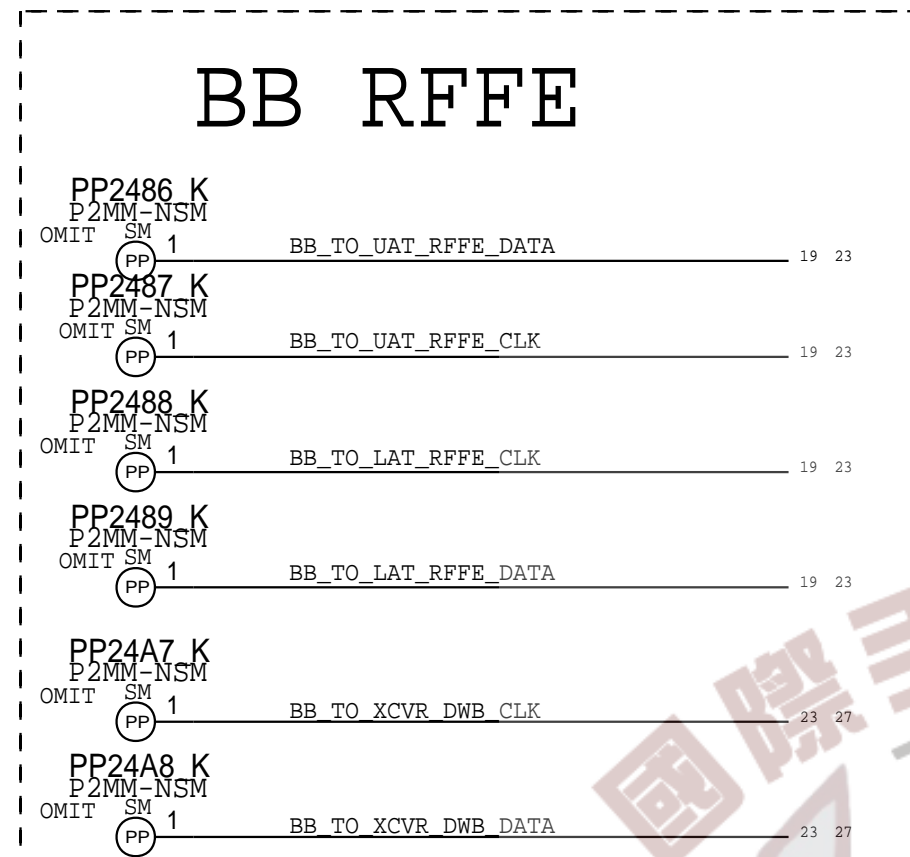 BB RFFE
PP2486_K
P2MM-NSM
OMIT SM 1 BB_TO_UAT_RFFE_DATA 19 23
PP
PP2487_K
P2MM-NSM
OMIT SM 1 BB_TO_UAT_RFFE_CLK 19 23
PP
PP2488_K
P2MM-NSM
OMIT SM 1 BB_TO_LAT_RFFE_CLK 19 23
PP
PP2489_K
P2MM-NSM
OMIT SM 1 BB_TO_LAT_RFFE_DATA 19 23
PP
PP24A7_K
P2MM-NSM
OMIT SM 1 BB_TO_XCVR_DWB_CLK 23 27
PP
PP24A8_K
P2MM-NSM
OMIT SM 1 BB_TO_XCVR_DWB_DATA 23 27
PP
國際